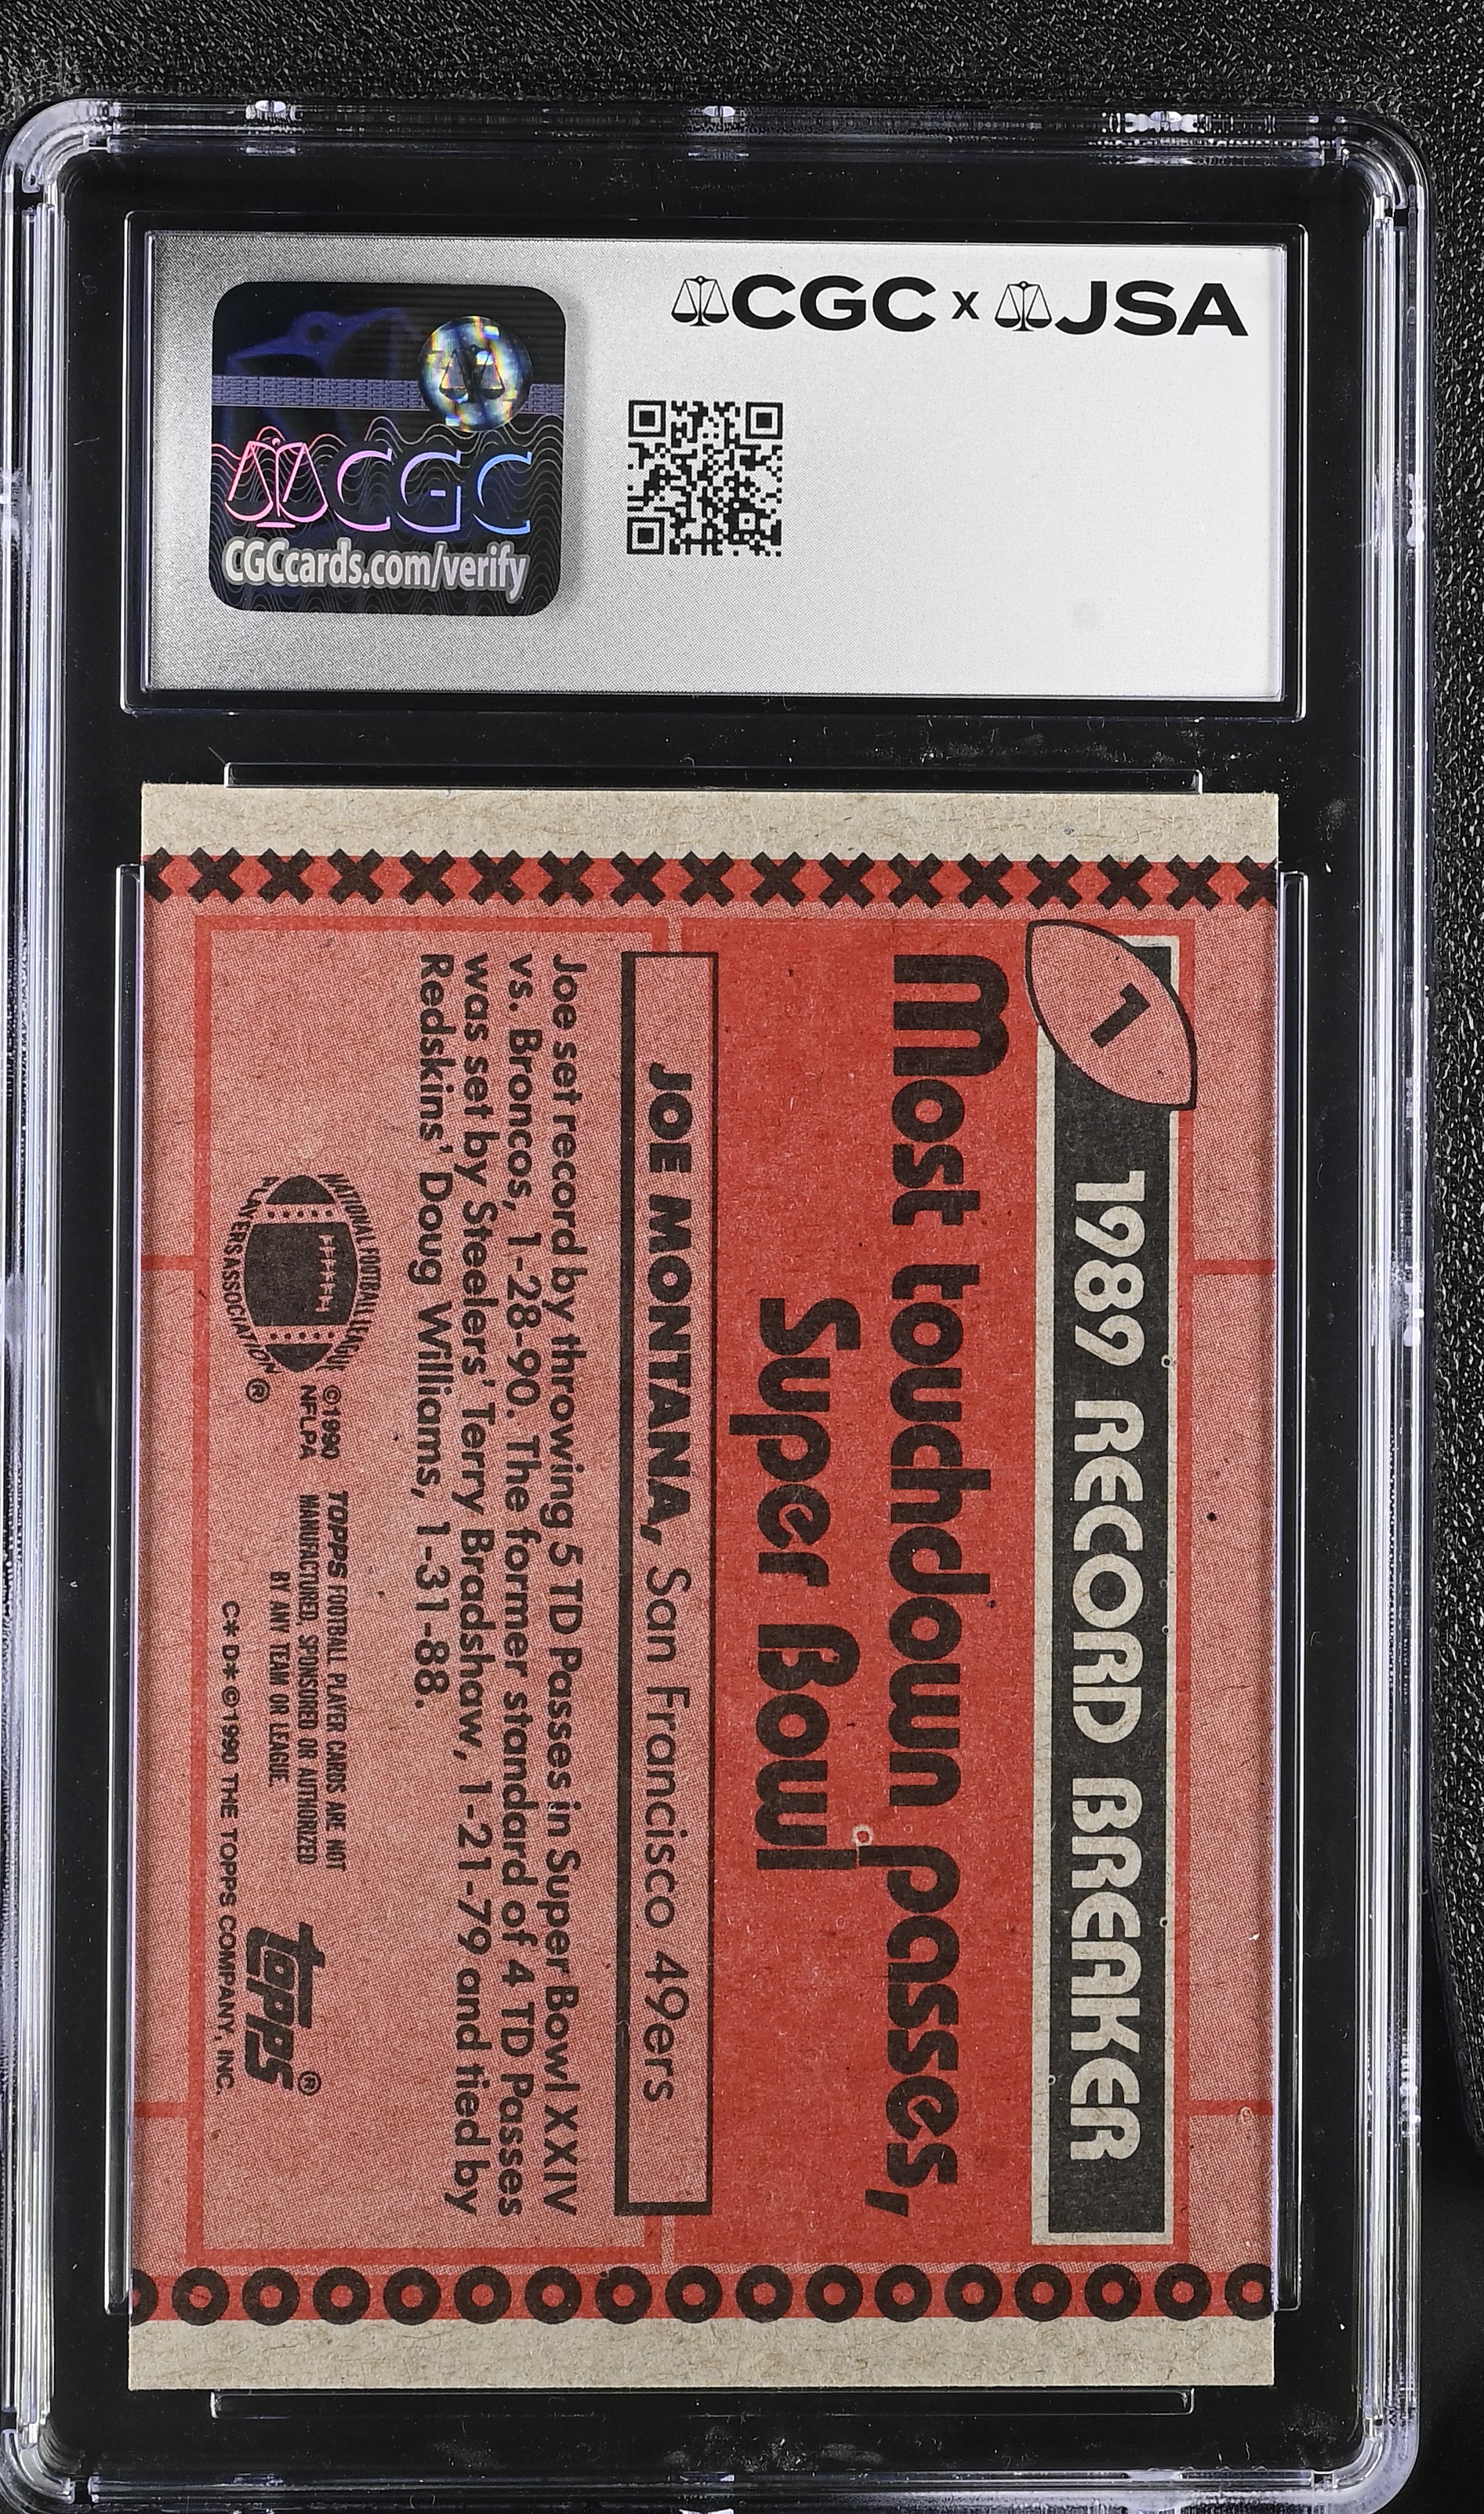 CGC x JSA
CGC
CGCcards.com/verify
1
1989 RECORD BREAKER
Most touchdown passes,
Super Bowl
JOE MONTANA, San Francisco 49ers
Joe set record by throwing 5 TD Passes in Super Bowl XXIV
vs. Broncos, 1-28-90. The former standard of 4 TD Passes
was set by Steelers' Terry Bradshaw, 1-21-79 and tied by
Redskins' Doug Williams, 1-31-88.
NATIONAL FOOTBALL LEAGUE
PLAYERS ASSOCIATION ®
©1990
NFLPA
TOPPS FOOTBALL PLAYER CARDS ARE NOT
MANUFACTURED, SPONSORED OR AUTHORIZED
BY ANY TEAM OR LEAGUE.
C* D* ©1990 THE TOPPS COMPANY, INC.
topps ®